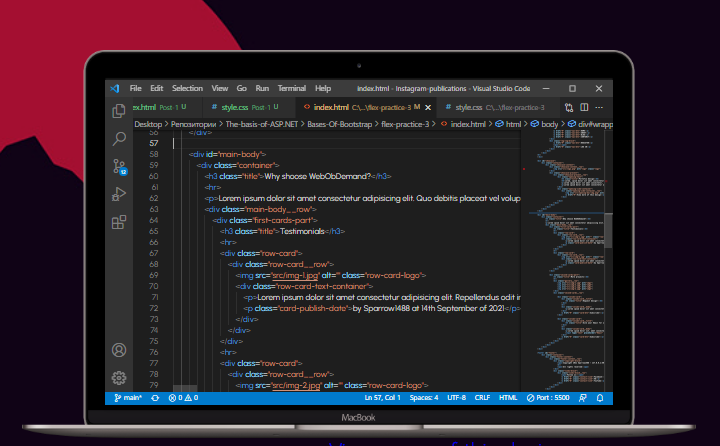 File Edit Selection View Go Run Terminal Help index.html - Instagram-publications - Visual Studio Code
ex.html Post-1 U # style.css Post-1 U <> index.html C:\...\flex-practice-3 M # style.css C:\...\flex-practice-3
Desktop > Репозитории > The-basis-of-ASP.NET > Bases-Of-Bootstrap > flex-practice-3 > <> index.html > html > body > div#wrapp
56 </div>
57
58 <div id="main-body">
59 <div class="container">
60 <h3 class="title">Why shoose WebObDemand?</h3>
61 <hr>
62 <p>Lorem ipsum dolor sit amet consectetur adipisicing elit. Quo debitis placeat vel volup
63 <div class="main-body__row">
64 <div class="first-cards-part">
65 <h3 class="title">Testimonials</h3>
66 <hr>
67 <div class="row-card">
68 <div class="row-card__row">
69 <img src="src/img-1.jpg" alt="" class="row-card-logo">
70 <div class="row-card-text-container">
71 <p>Lorem ipsum dolor sit amet consectetur adipisicing elit. Repellendus odit in
72 <p class="card-publish-date">by Sparrow1488 at 14th September of 2021</p>
73 </div>
74 </div>
75 </div>
76 <hr>
77 <div class="row-card">
78 <div class="row-card__row">
79 <img src="src/img-2.jpg" alt="" class="row-card-logo">
12
main* 0 0 Ln 57, Col 1 Spaces: 4 UTF-8 CRLF HTML Port : 5500
MacBook